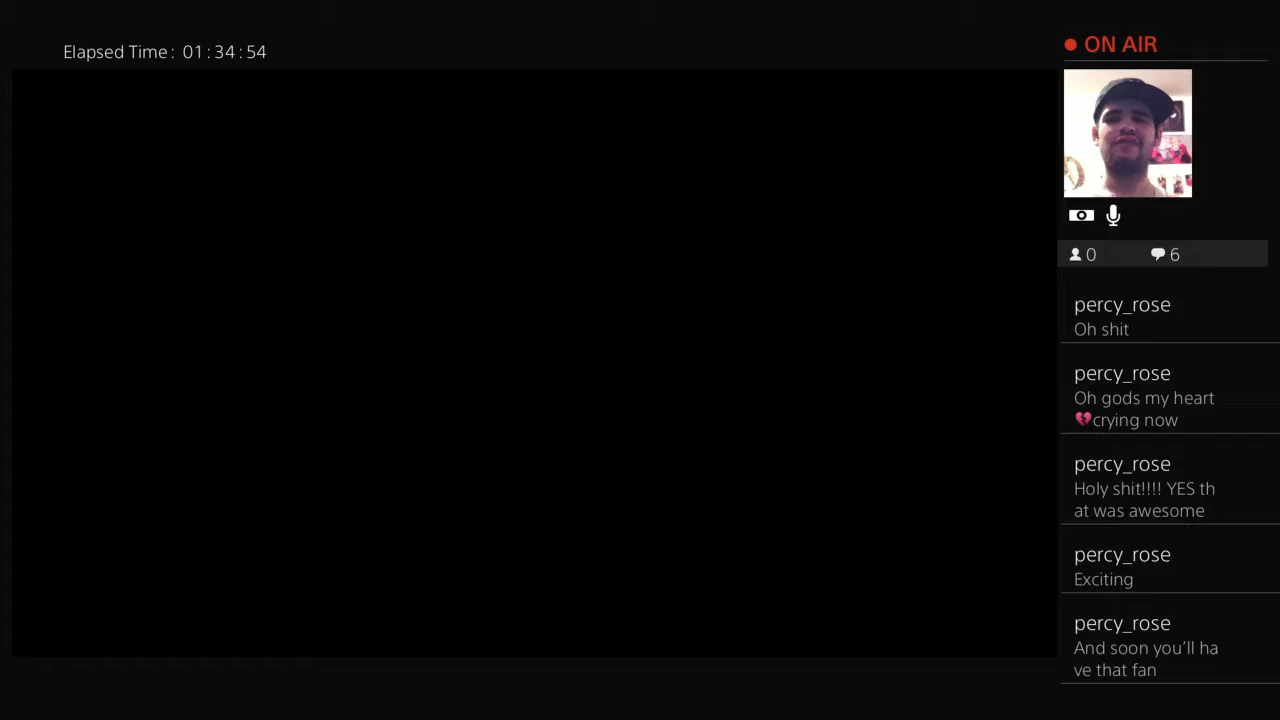 Elapsed Time: 01:34:54
ON AIR
0 6
percy_rose
Oh shit
percy_rose
Oh gods my heart
💔crying now
percy_rose
Holy shit!!!! YES th
at was awesome
percy_rose
Exciting
percy_rose
And soon you’ll ha
ve that fan